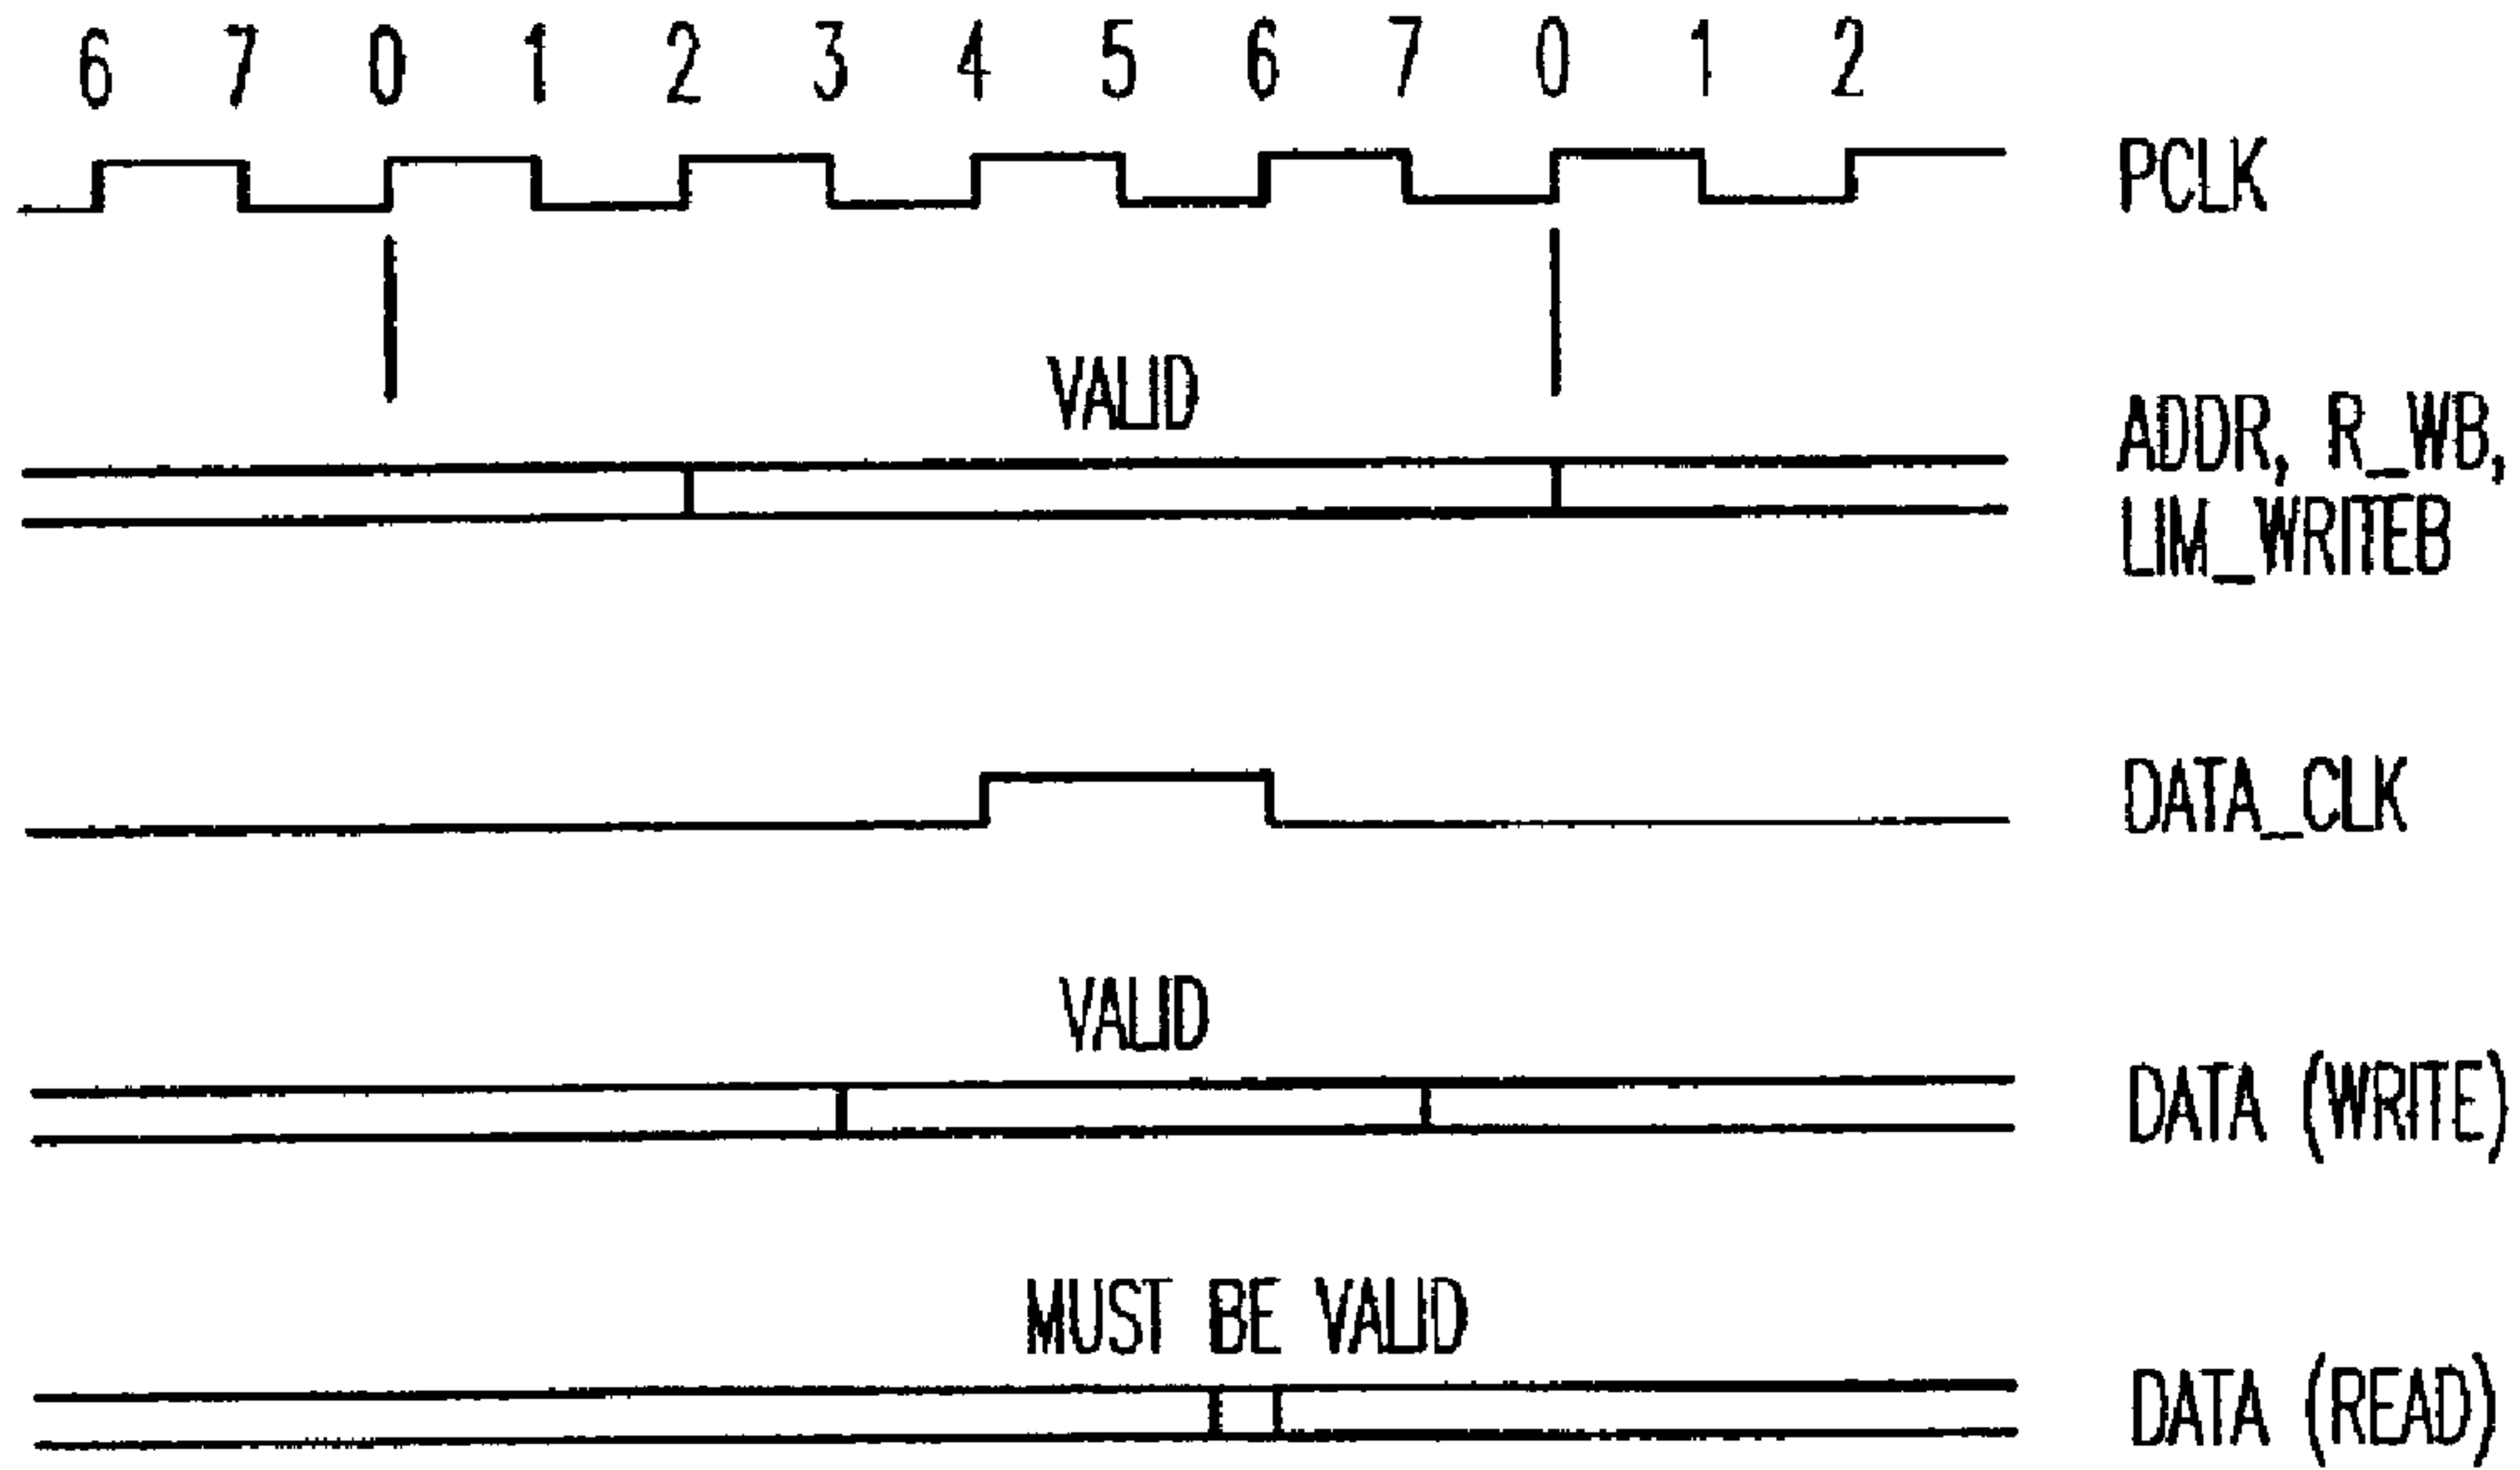 6 7 0 1 2 3 4 5 6 7 0 1 2
PCLK
VALID
ADDR, R_WB,
LIM_WRITEB
DATA_CLK
VALID
DATA (WRITE)
MUST BE VALID
DATA (READ)